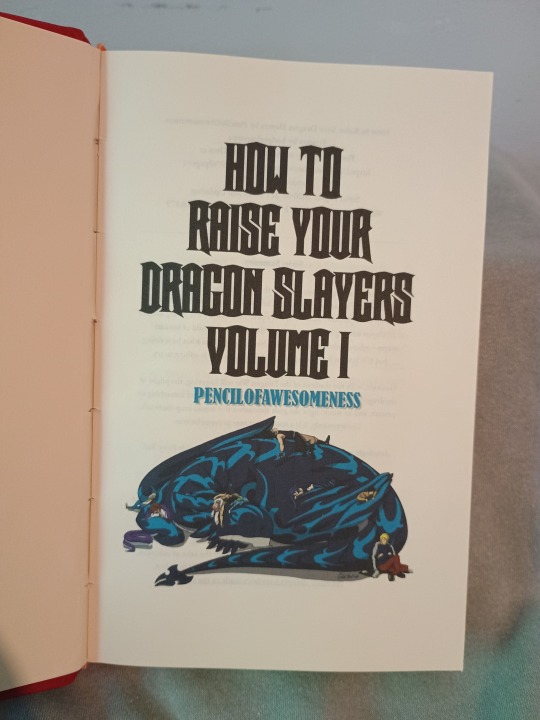 HOW TO
RAISE YOUR
DRAGON SLAYERS
VOLUME I
PENCILOFAWESOMENESS